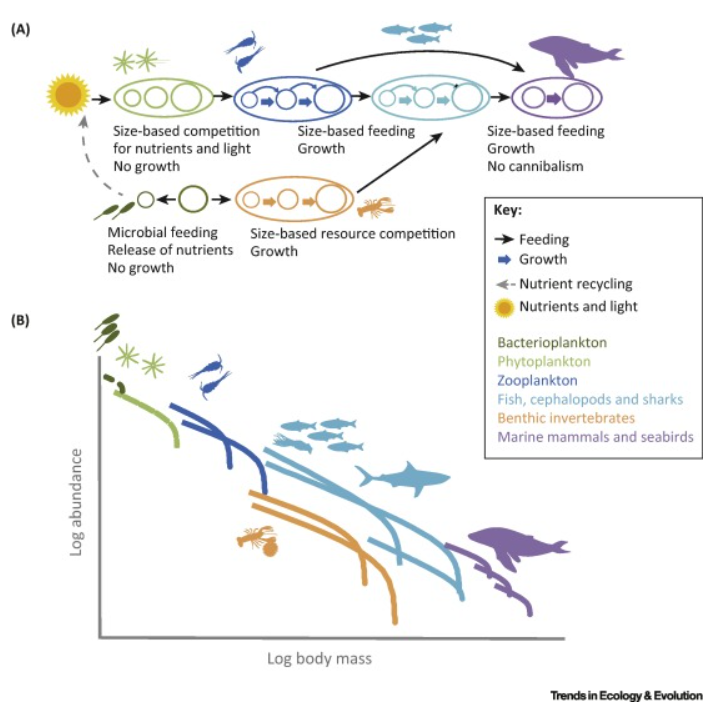 (A)
Size-based competition
for nutrients and light
No growth
Size-based feeding
Growth
Size-based feeding
Growth
No cannibalism
Microbial feeding
Release of nutrients
No growth
Size-based resource competition
Growth
Key:
Feeding
Growth
Nutrient recycling
Nutrients and light
Bacterioplankton
Phytoplankton
Zooplankton
Fish, cephalopods and sharks
Benthic invertebrates
Marine mammals and seabirds
(B)
Log abundance
Log body mass
Trends in Ecology & Evolution